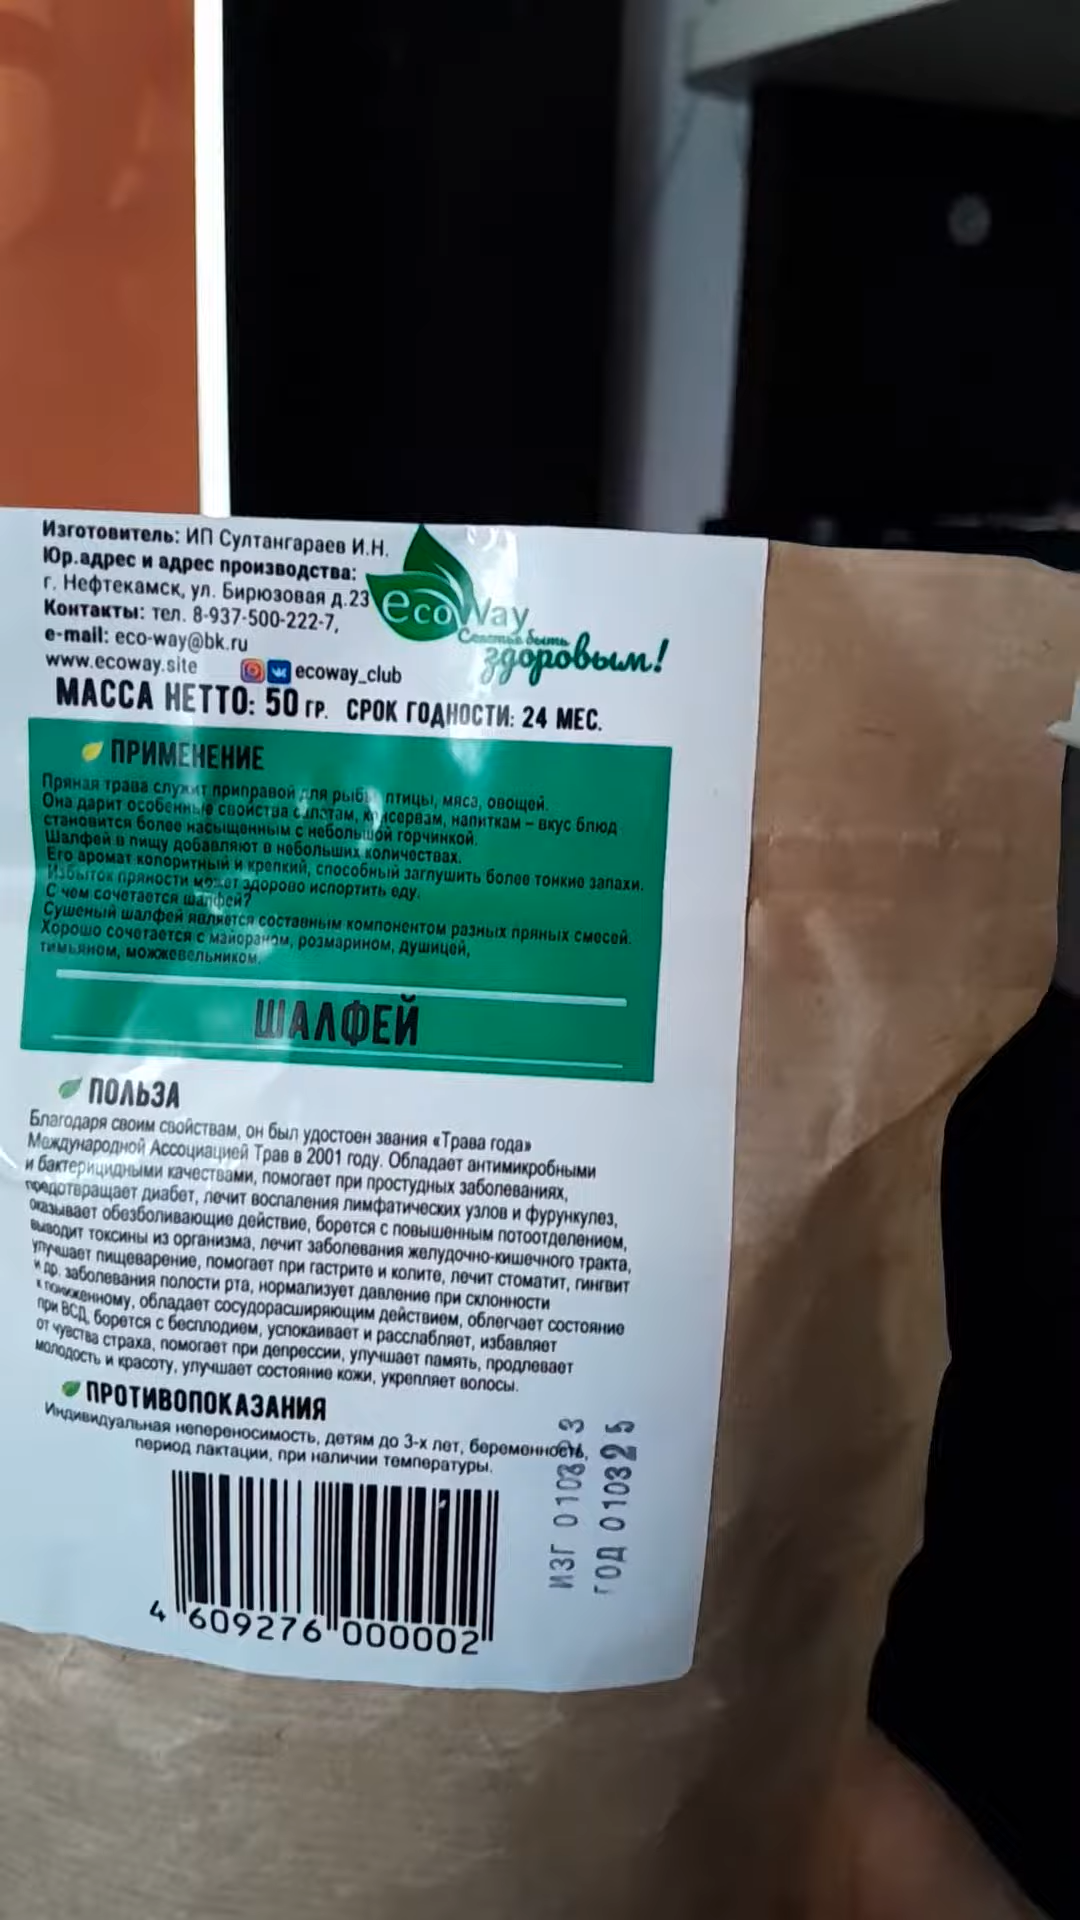 Изготовитель: ИП Султангараев И.Н.
Юр.адрес и адрес производства:
г. Нефтекамск, ул. Бирюзовая д.23
Контакты: тел. 8-937-500-222-7,
e-mail: eco-way@bk.ru
www.ecoway.site ecoway_club
ecoWay
Счастье быть
здоровым!
МАССА НЕТТО: 50 ГР. СРОК ГОДНОСТИ: 24 МЕС.
ПРИМЕНЕНИЕ
Пряная трава служит приправой для рыбы, птицы, мяса, овощей.
Она дарит особенные свойства салатам, консервам, напиткам – вкус блюд
становится более насыщенным с небольшой горчинкой.
Шалфей в пищу добавляют в небольших количествах.
Его аромат колоритный и крепкий, способный заглушить более тонкие запахи.
Избыток пряности может здорово испортить еду.
С чем сочетается шалфей?
Сушеный шалфей является составным компонентом разных пряных смесей.
Хорошо сочетается с майораном, розмарином, душицей,
тимьяном, можжевельником.
ШАЛФЕЙ
ПОЛЬЗА
Благодаря своим свойствам, он был удостоен звания «Трава года»
Международной Ассоциацией Трав в 2001 году. Обладает антимикробными
и бактерицидными качествами, помогает при простудных заболеваниях,
предотвращает диабет, лечит воспаления лимфатических узлов и фурункулез,
оказывает обезболивающие действие, борется с повышенным потоотделением,
выводит токсины из организма, лечит заболевания желудочно-кишечного тракта,
улучшает пищеварение, помогает при гастрите и колите, лечит стоматит, гингвит
и др. заболевания полости рта, нормализует давление при склонности
к пониженному, обладает сосудорасширяющим действием, облегчает состояние
при ВСД, борется с бесплодием, успокаивает и расслабляет, избавляет
от чувства страха, помогает при депрессии, улучшает память, продлевает
молодость и красоту, улучшает состояние кожи, укрепляет волосы.
ПРОТИВОПОКАЗАНИЯ
Индивидуальная непереносимость, детям до 3-х лет, беременность,
период лактации, при наличии температуры.
ИЗГ 010323
ГОД 010325
4 609276 000002